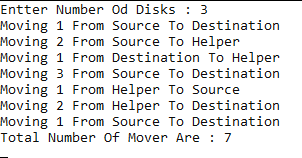 Entter Number Od Disks : 3
Moving 1 From Source To Destination
Moving 2 From Source To Helper
Moving 1 From Destination To Helper
Moving 3 From Source To Destination
Moving 1 From Helper To Source
Moving 2 From Helper To Destination
Moving 1 From Source To Destination
Total Number Of Mover Are : 7